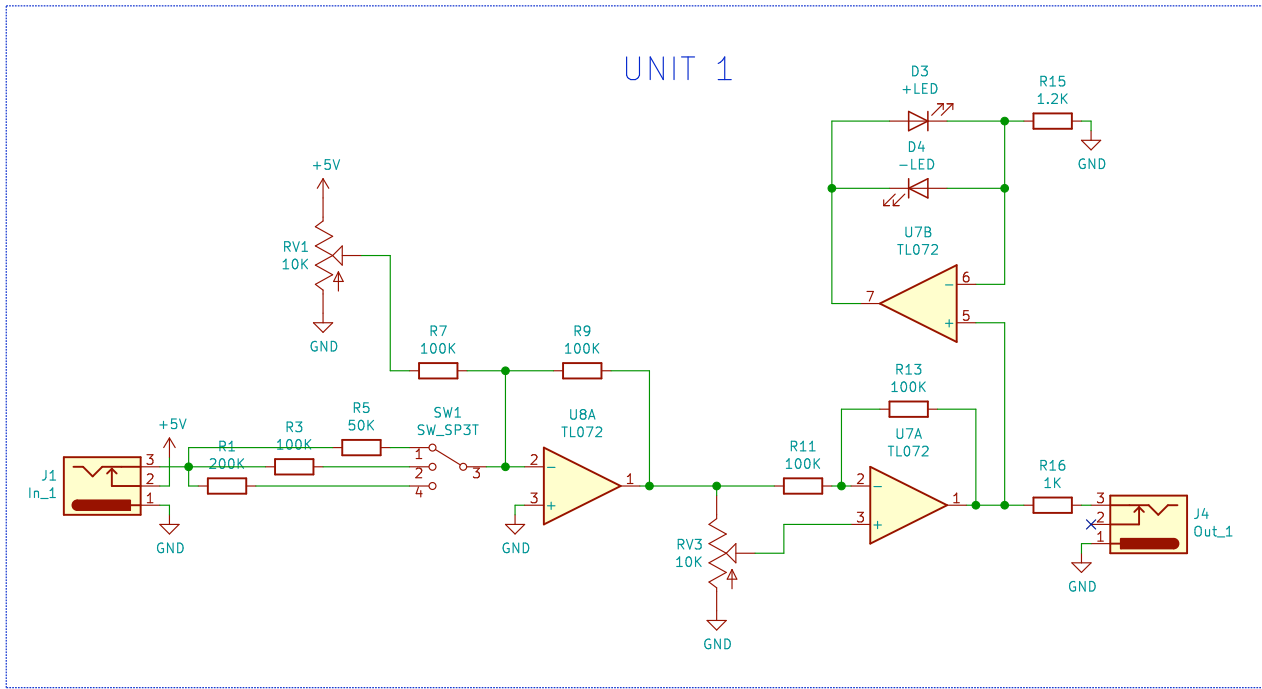 UNIT 1
D3
+LED
R15
1.2K
GND
D4
−LED
U7B
TL072
6
7
5
+5V
RV1
10K
GND
R7
100K
R9
100K
R13
100K
U7A
TL072
+5V
R5
50K
SW1
SW_SP3T
U8A
TL072
R1
200K
R3
100K
R11
100K
R16
1K
J1
In_1
3
2
1
GND
1
2
4
3
2
3
1
GND
2
3
1
RV3
10K
GND
3
2
1
J4
Out_1
GND